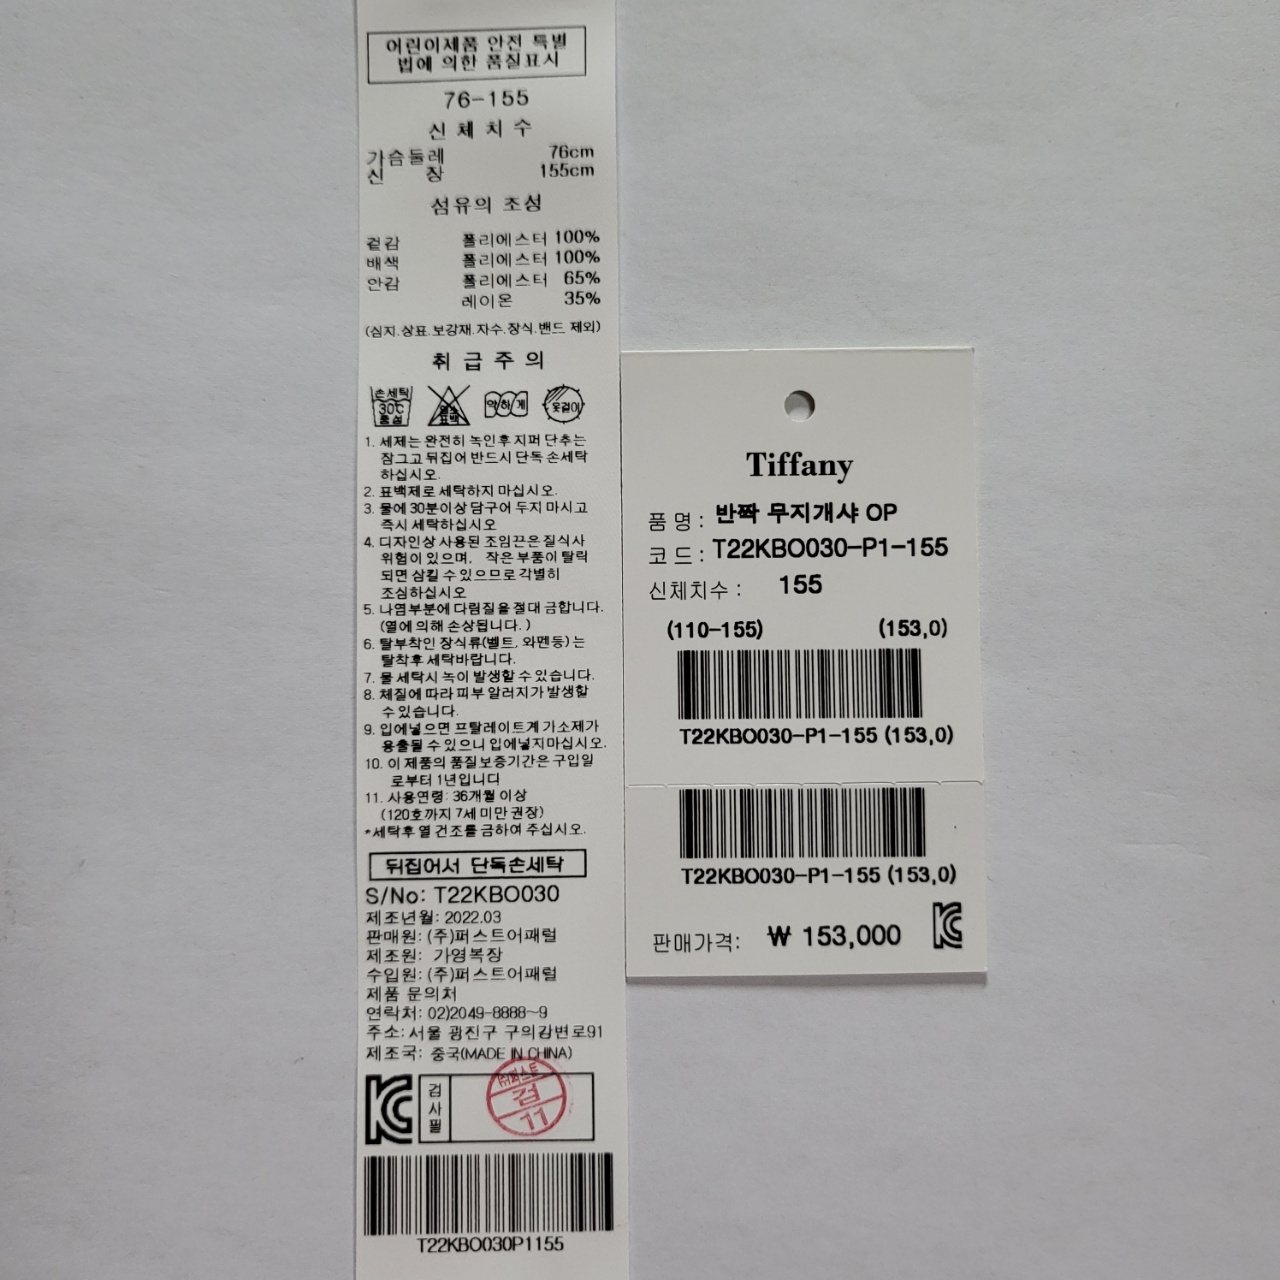 어린이제품 안전 특별
법에 의한 품질표시
76-155
신체치수
가슴둘레 76cm
신 장 155cm
섬유의 조성
겉감 폴리에스터 100%
배색 폴리에스터 100%
안감 폴리에스터 65%
레이온 35%
(심지.상표.보강재.자수.장식.밴드 제외)
취급주의
손세탁 30℃ 중성
염소 표백
약하게
옷걸이
1. 세제는 완전히 녹인후 지퍼 단추는
잠그고 뒤집어 반드시 단독 손세탁
하십시오.
2. 표백제로 세탁하지 마십시오.
3. 물에 30분이상 담구어 두지 마시고
즉시 세탁하십시오
4. 디자인상 사용된 조임끈은 질식사
위험이 있으며, 작은 부품이 탈락
되면 삼킬 수 있으므로 각별히
조심하십시오
5. 나염부분에 다림질을 절대 금합니다.
(열에 의해 손상됩니다.)
6. 탈부착인 장식류(벨트, 와펜등)는
탈착후 세탁바랍니다.
7. 물 세탁시 녹이 발생할 수 있습니다.
8. 체질에 따라 피부 알러지가 발생할
수 있습니다.
9. 입에넣으면 프탈레이트계 가소제가
용출될 수 있으니 입에넣지마십시오.
10. 이 제품의 품질보증기간은 구입일
로부터 1년입니다
11. 사용연령: 36개월 이상
(120호까지 7세 미만 권장)
*세탁후 열 건조를 금하여 주십시오.
뒤집어서 단독손세탁
S/No: T22KBO030
제조년월: 2022.03
판매원: (주)퍼스트어패럴
제조원: 가영복장
수입원: (주)퍼스트어패럴
제품 문의처
연락처: 02)2049-8888~9
주소: 서울 광진구 구의강변로91
제조국: 중국(MADE IN CHINA)
KC
검사필
㈜퍼스트
검
11
T22KBO030P1155
Tiffany
품 명 : 반짝 무지개샤 OP
코 드 : T22KBO030-P1-155
신체치수 : 155
(110-155) (153,0)
T22KBO030-P1-155 (153,0)
T22KBO030-P1-155 (153,0)
판매가격: ₩ 153,000
KC